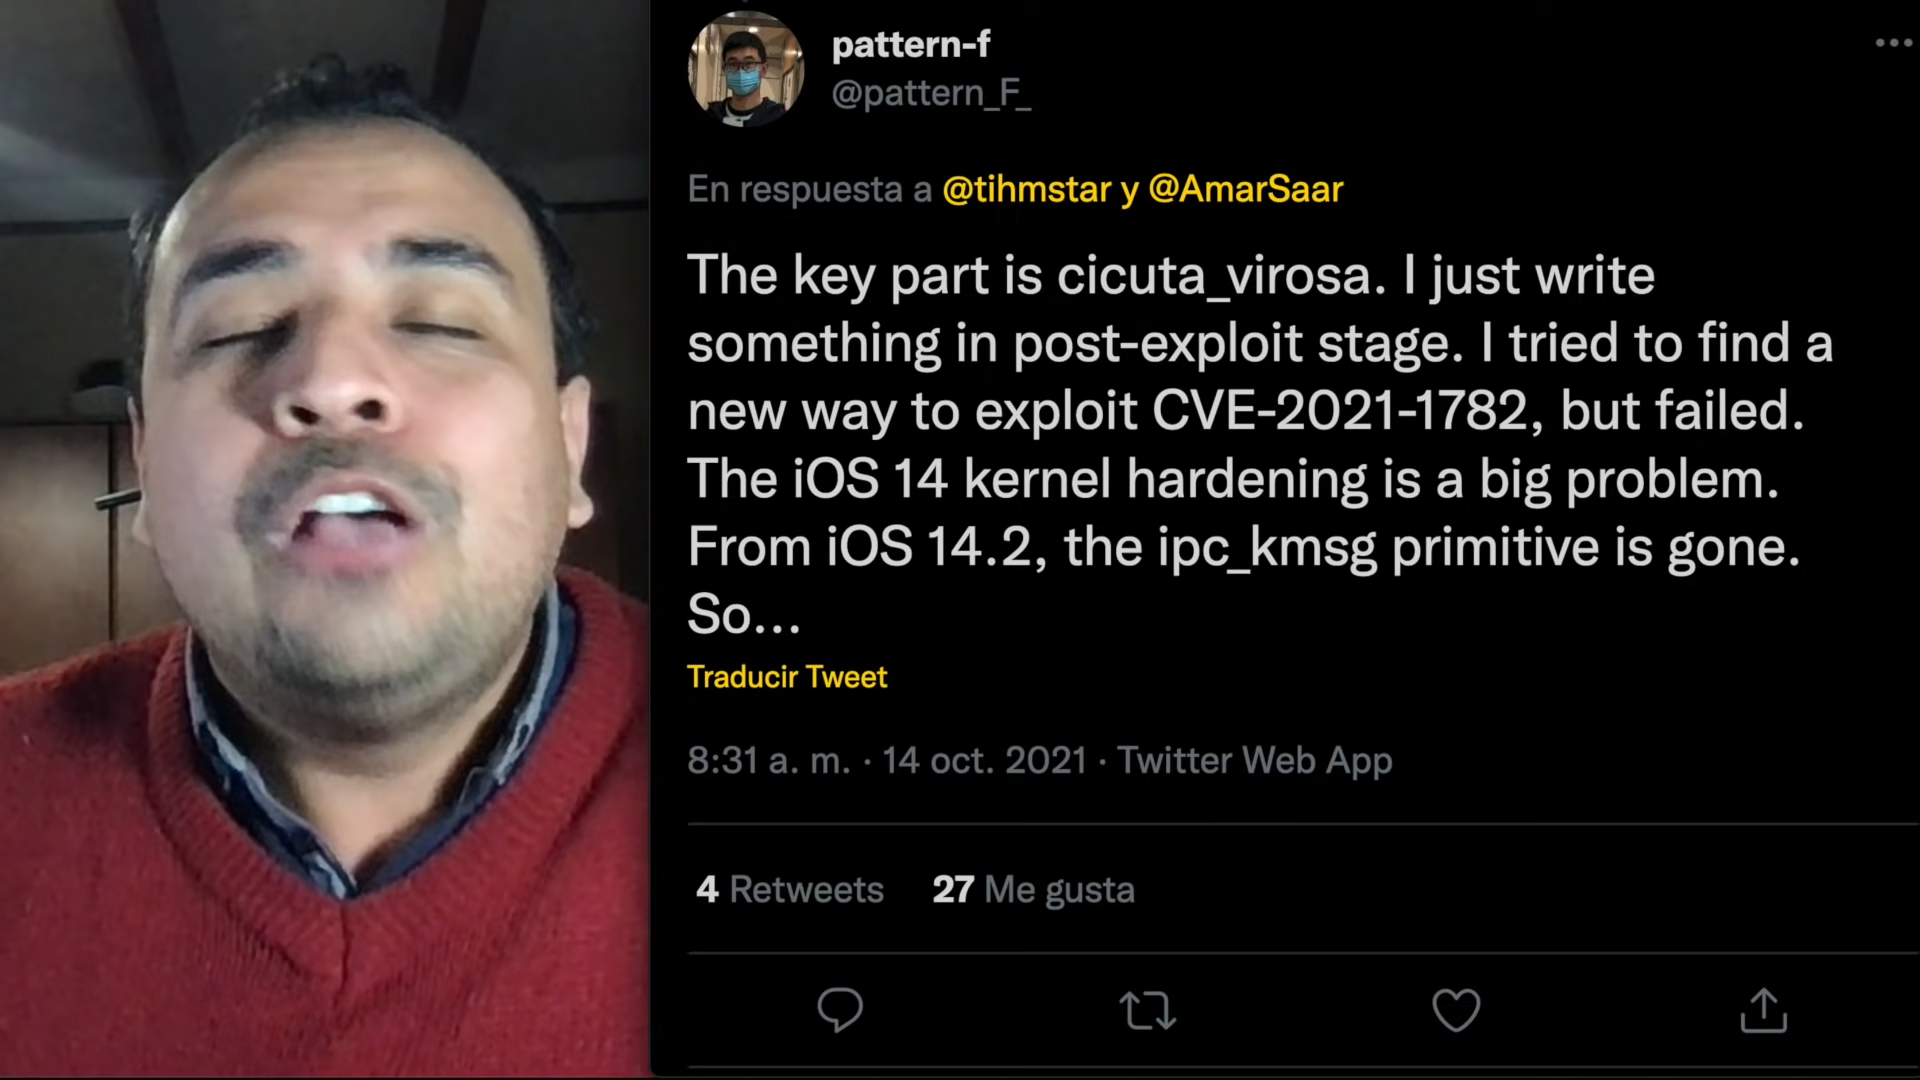 pattern-f
@pattern_F_
En respuesta a @tihmstar y @AmarSaar
The key part is cicuta_virosa. I just write
something in post-exploit stage. I tried to find a
new way to exploit CVE-2021-1782, but failed.
The iOS 14 kernel hardening is a big problem.
From iOS 14.2, the ipc_kmsg primitive is gone.
So...
Traducir Tweet
8:31 a. m. · 14 oct. 2021 · Twitter Web App
4 Retweets 27 Me gusta